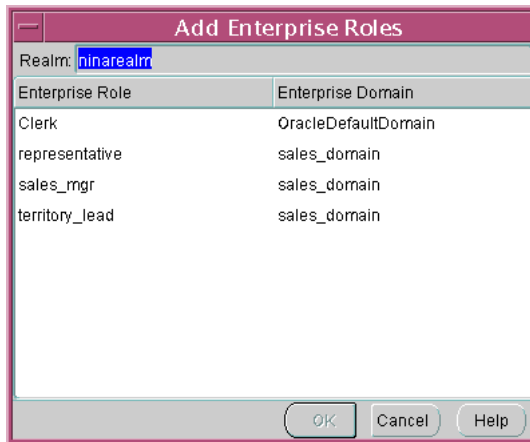 Add Enterprise Roles
Realm: ninarealm
Enterprise Role Enterprise Domain
Clerk OracleDefaultDomain
representative sales_domain
sales_mgr sales_domain
territory_lead sales_domain
OK Cancel Help